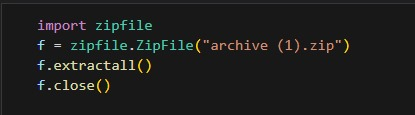 import zipfile
f = zipfile.ZipFile("archive (1).zip")
f.extractall()
f.close()